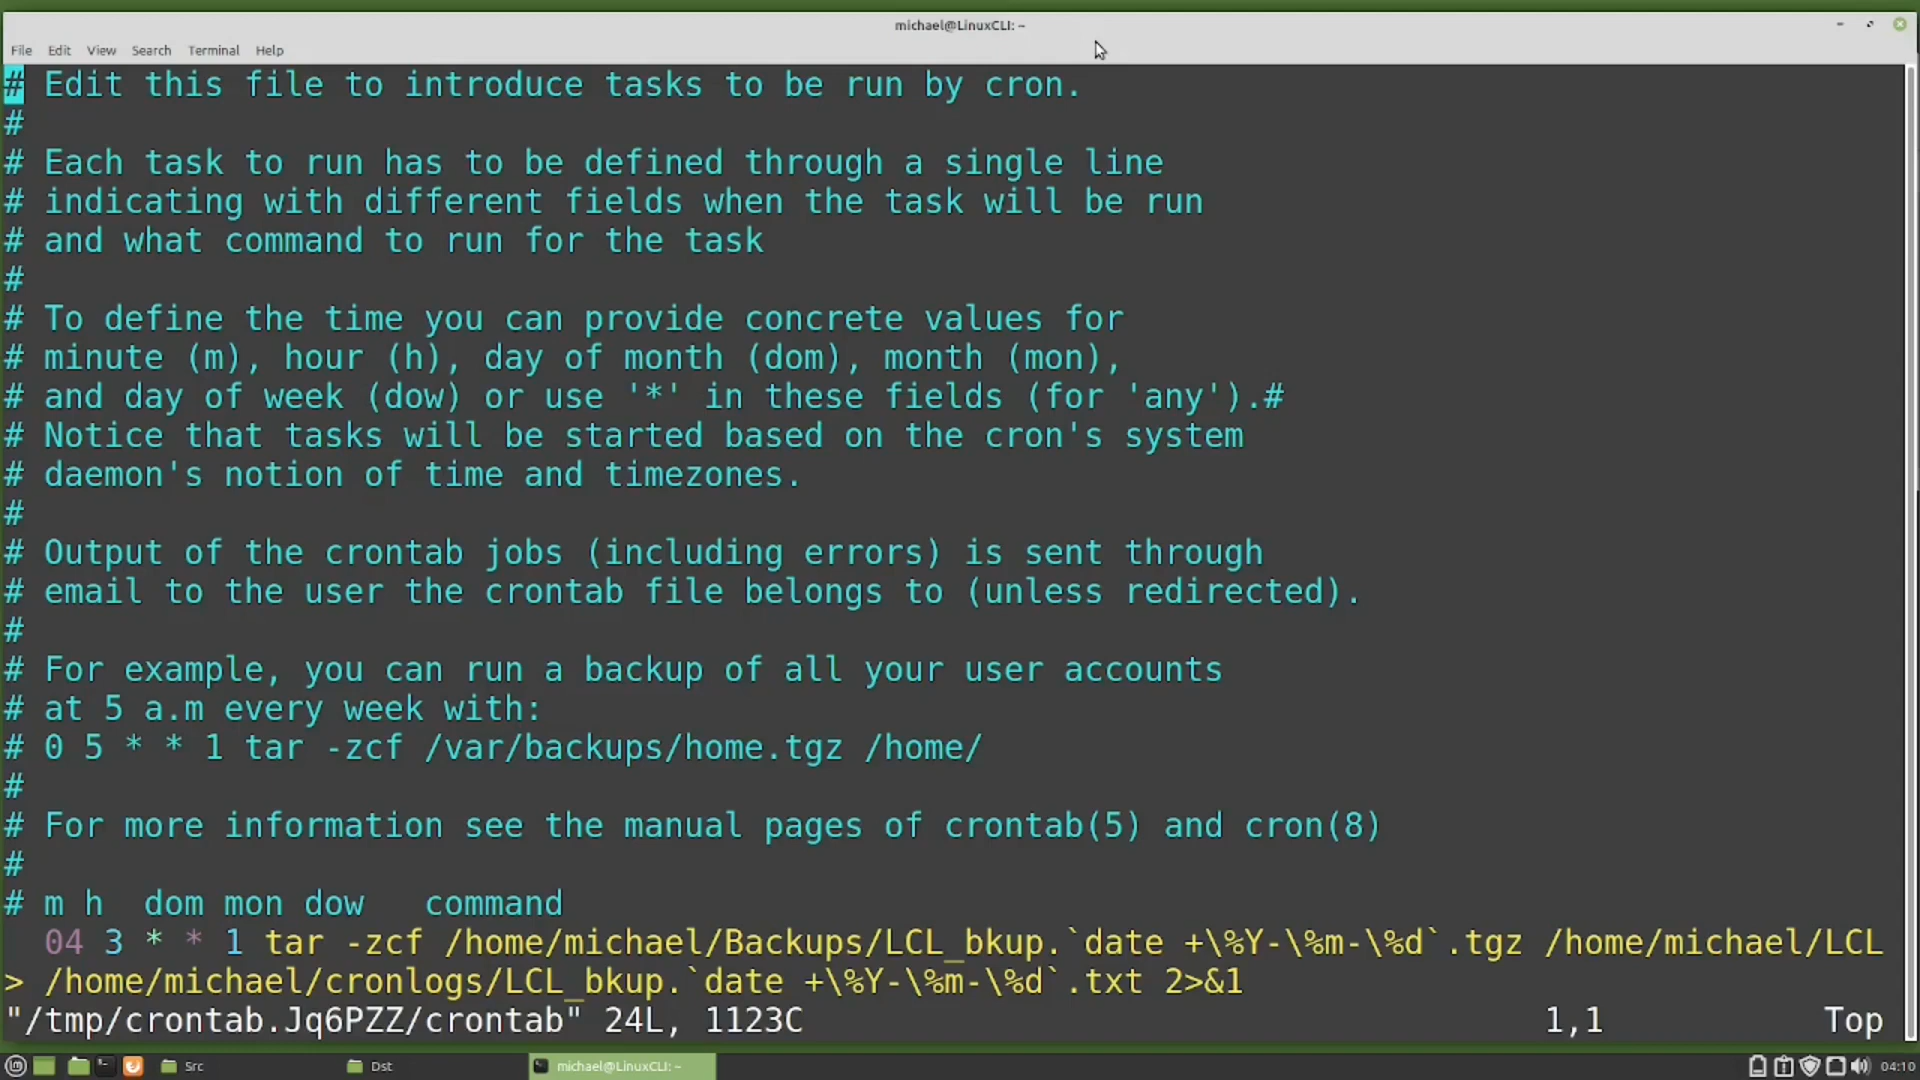 michael@LinuxCLI: ~
File Edit View Search Terminal Help
# Edit this file to introduce tasks to be run by cron.
#
# Each task to run has to be defined through a single line
# indicating with different fields when the task will be run
# and what command to run for the task
#
# To define the time you can provide concrete values for
# minute (m), hour (h), day of month (dom), month (mon),
# and day of week (dow) or use '*' in these fields (for 'any').#
# Notice that tasks will be started based on the cron's system
# daemon's notion of time and timezones.
#
# Output of the crontab jobs (including errors) is sent through
# email to the user the crontab file belongs to (unless redirected).
#
# For example, you can run a backup of all your user accounts
# at 5 a.m every week with:
# 0 5 * * 1 tar -zcf /var/backups/home.tgz /home/
#
# For more information see the manual pages of crontab(5) and cron(8)
#
# m h  dom mon dow   command
  04 3 * * 1 tar -zcf /home/michael/Backups/LCL_bkup.`date +\%Y-\%m-\%d`.tgz /home/michael/LCL
> /home/michael/cronlogs/LCL_bkup.`date +\%Y-\%m-\%d`.txt 2>&1
"/tmp/crontab.Jq6PZZ/crontab" 24L, 1123C 1,1 Top
Src Dst michael@LinuxCLI: ~ 04:10